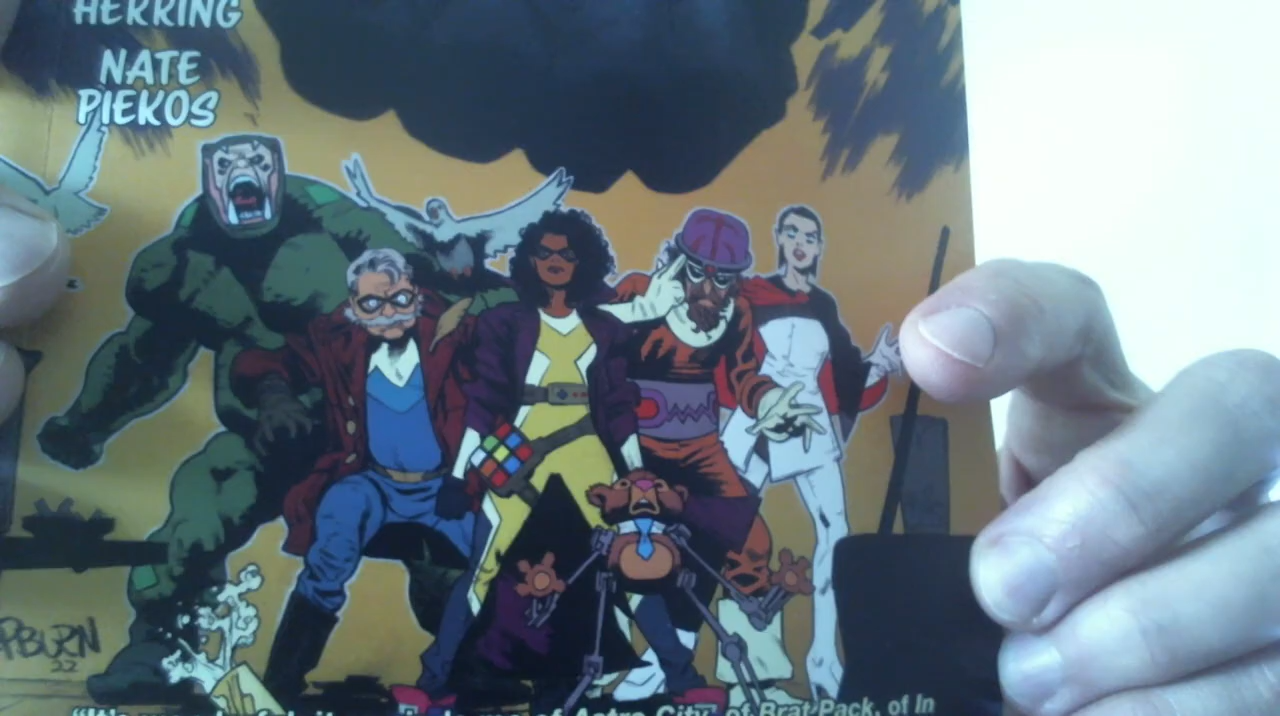 HERRING
NATE
PIEKOS
PBURN
22
of Astro City, of Brat Pack, of In